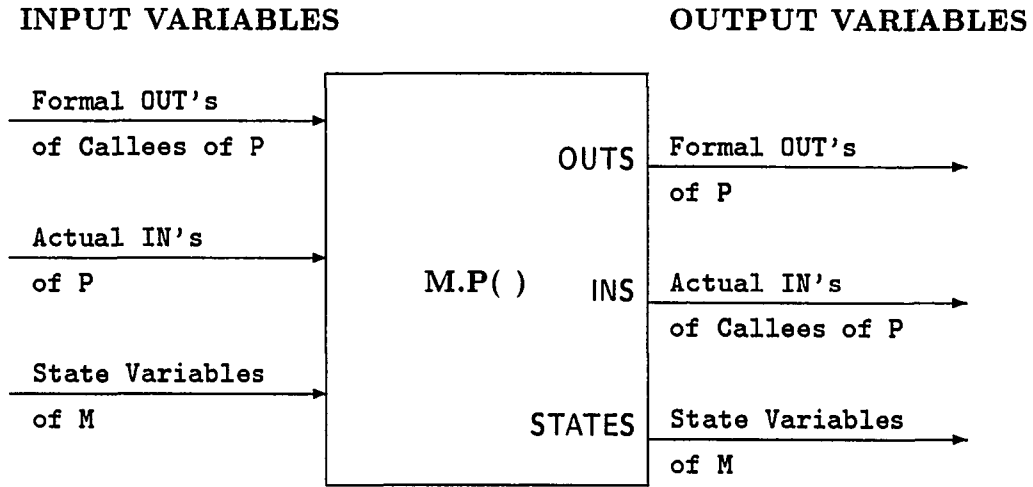 INPUT VARIABLES
OUTPUT VARIABLES
Formal OUT's
of Callees of P
Actual IN's
of P
State Variables
of M
M.P( )
OUTS
INS
STATES
Formal OUT's
of P
Actual IN's
of Callees of P
State Variables
of M